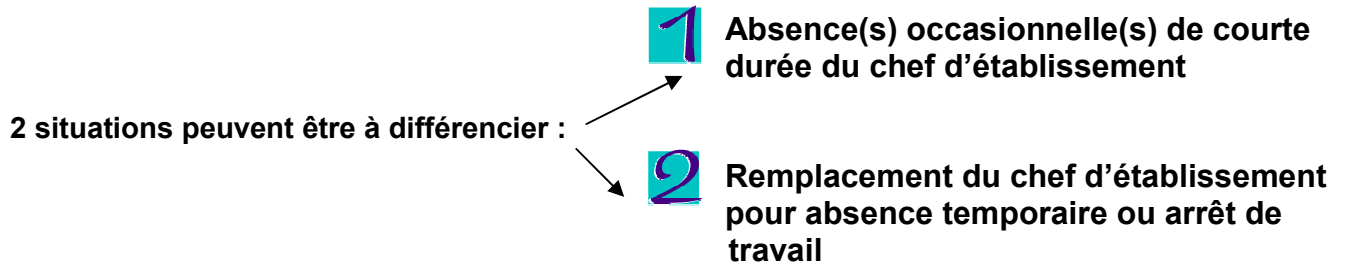 1 Absence(s) occasionnelle(s) de courte
durée du chef d’établissement
2 situations peuvent être à différencier :
2 Remplacement du chef d’établissement
pour absence temporaire ou arrêt de
travail